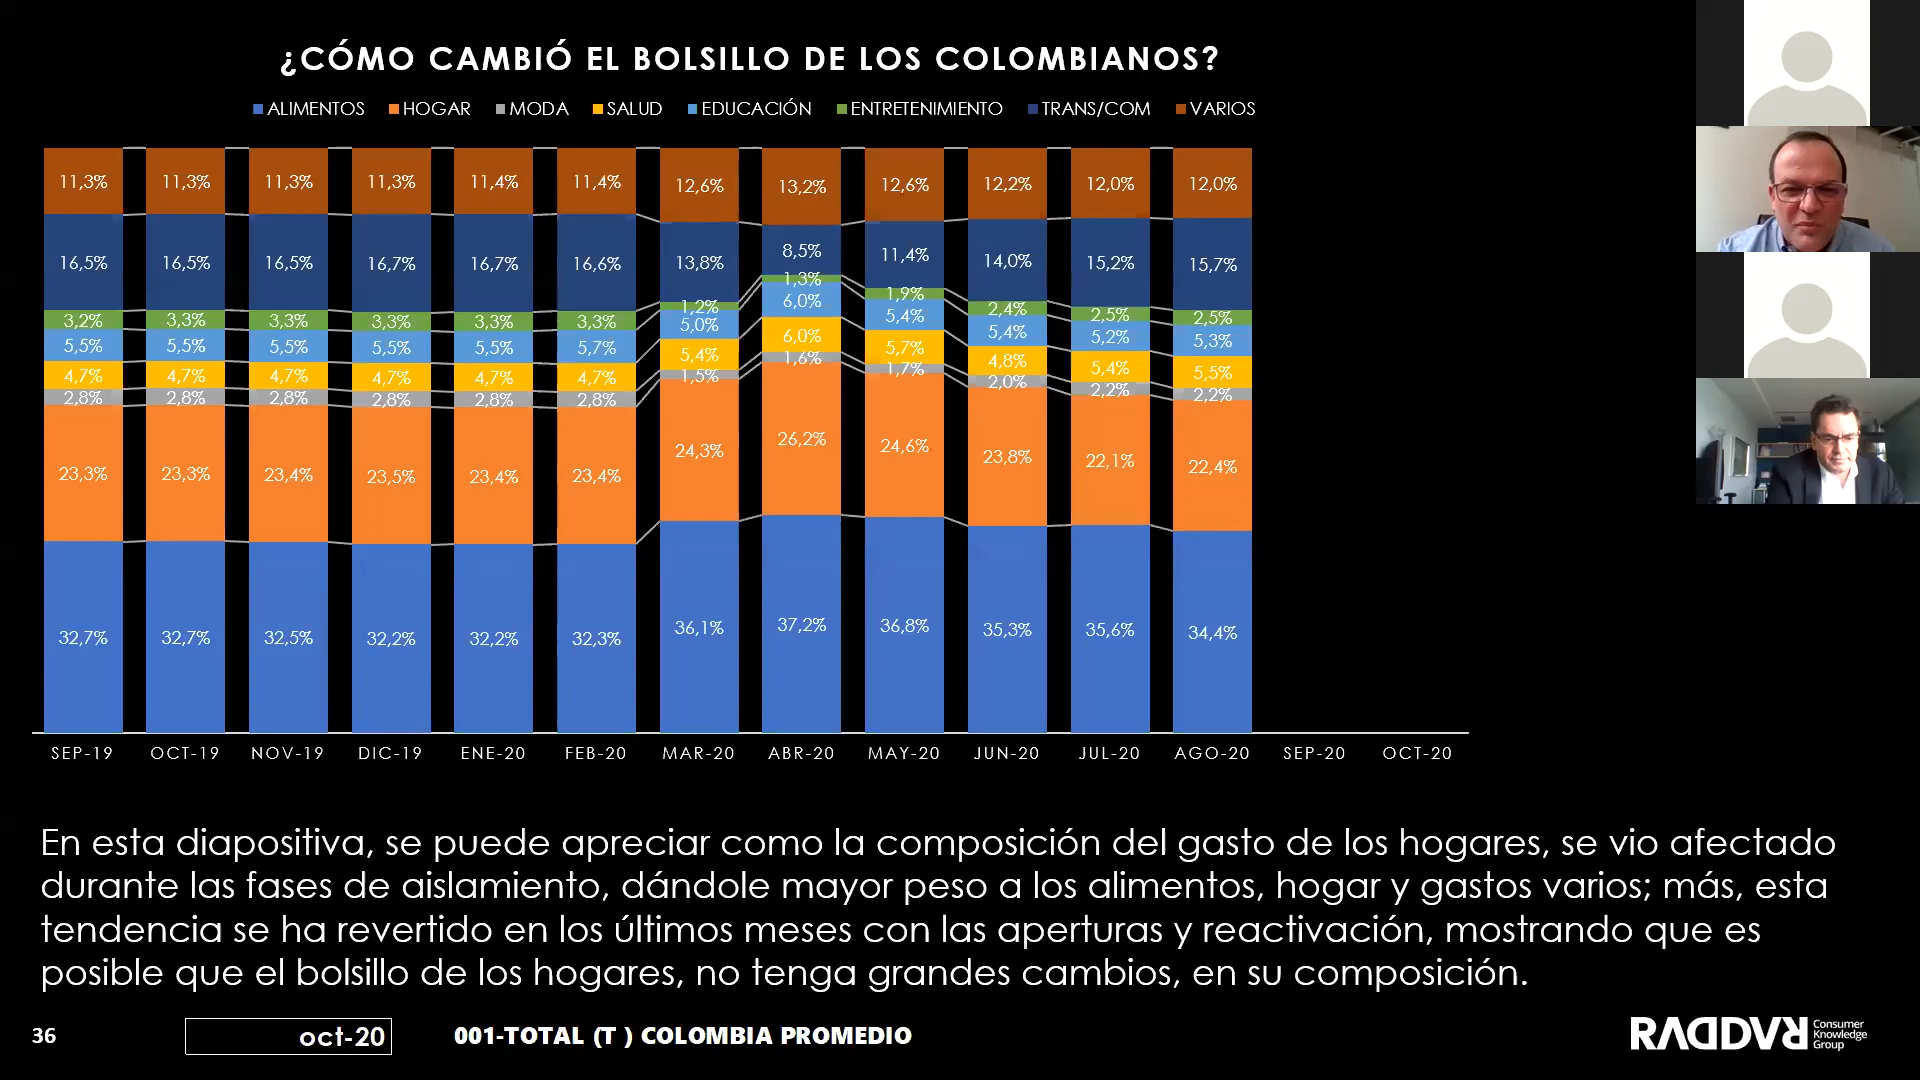 ¿CÓMO CAMBIÓ EL BOLSILLO DE LOS COLOMBIANOS?
ALIMENTOS HOGAR MODA SALUD EDUCACIÓN ENTRETENIMIENTO TRANS/COM VARIOS
11,3% 11,3% 11,3% 11,3% 11,4% 11,4% 12,6% 13,2% 12,6% 12,2% 12,0% 12,0%
16,5% 16,5% 16,5% 16,7% 16,7% 16,6% 13,8% 8,5% 11,4% 14,0% 15,2% 15,7%
3,2% 3,3% 3,3% 3,3% 3,3% 3,3% 1,2% 1,3% 1,9% 2,4% 2,5% 2,5%
5,5% 5,5% 5,5% 5,5% 5,5% 5,7% 5,0% 6,0% 5,4% 5,4% 5,2% 5,3%
4,7% 4,7% 4,7% 4,7% 4,7% 4,7% 5,4% 6,0% 5,7% 4,8% 5,4% 5,5%
2,8% 2,8% 2,8% 2,8% 2,8% 2,8% 1,5% 1,6% 1,7% 2,0% 2,2% 2,2%
23,3% 23,3% 23,4% 23,5% 23,4% 23,4% 24,3% 26,2% 24,6% 23,8% 22,1% 22,4%
32,7% 32,7% 32,5% 32,2% 32,2% 32,3% 36,1% 37,2% 36,8% 35,3% 35,6% 34,4%
SEP-19 OCT-19 NOV-19 DIC-19 ENE-20 FEB-20 MAR-20 ABR-20 MAY-20 JUN-20 JUL-20 AGO-20 SEP-20 OCT-20
En esta diapositiva, se puede apreciar como la composición del gasto de los hogares, se vio afectado
durante las fases de aislamiento, dándole mayor peso a los alimentos, hogar y gastos varios; más, esta
tendencia se ha revertido en los últimos meses con las aperturas y reactivación, mostrando que es
posible que el bolsillo de los hogares, no tenga grandes cambios, en su composición.
36
oct-20
001-TOTAL (T ) COLOMBIA PROMEDIO
RADDAR
Consumer
Knowledge
Group